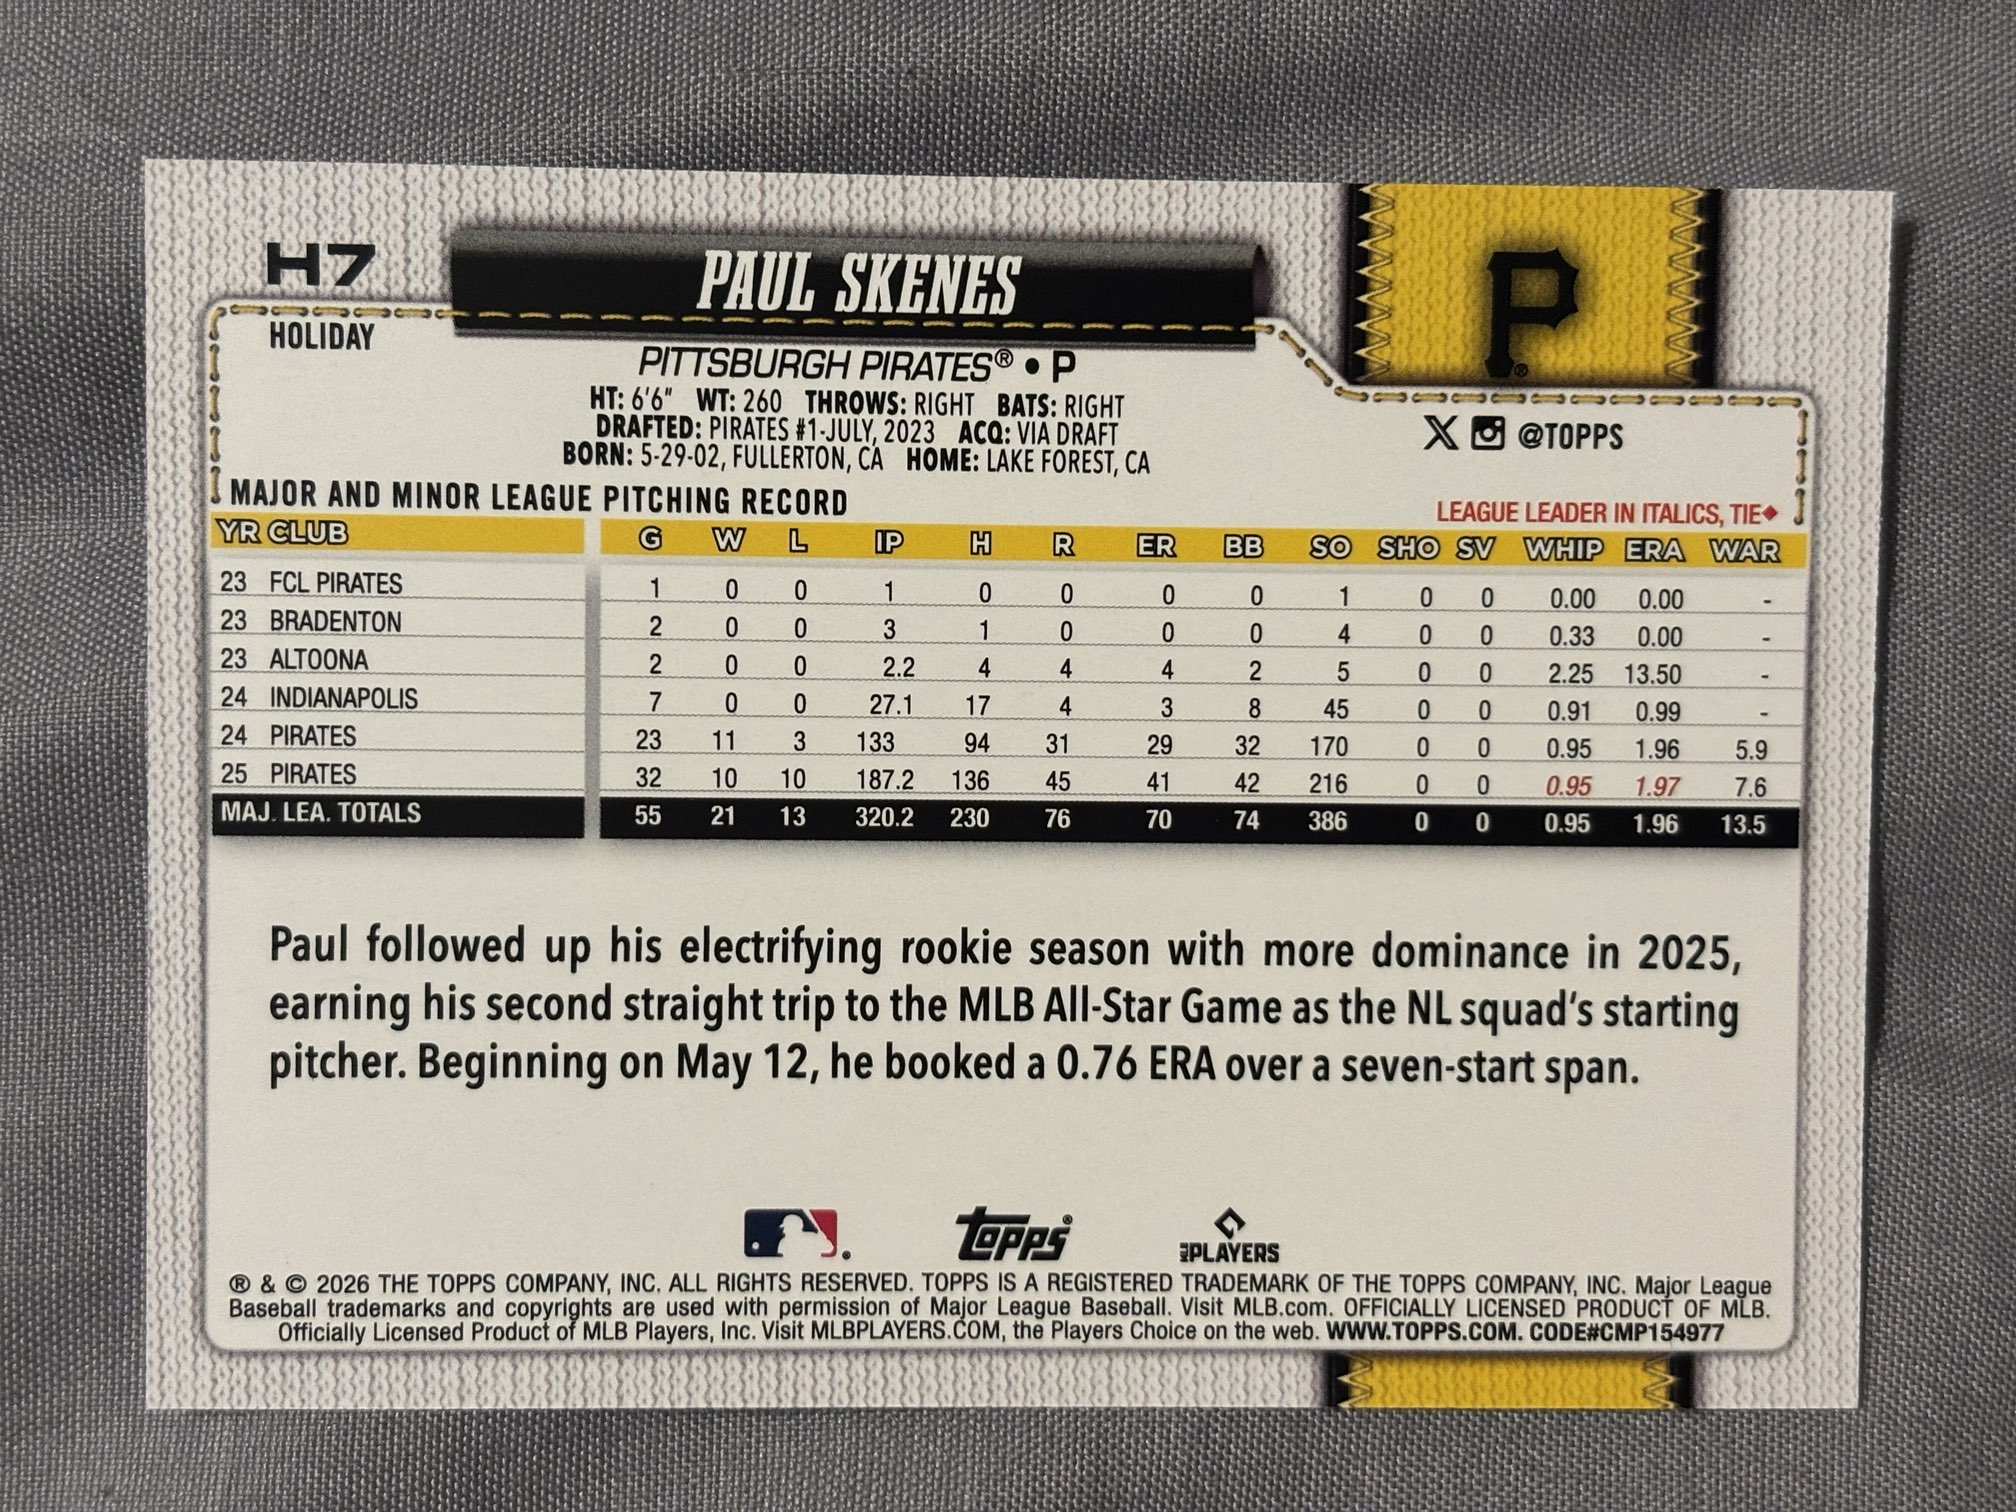 H7
HOLIDAY
PAUL SKENES
P
PITTSBURGH PIRATES® • P
HT: 6'6" WT: 260 THROWS: RIGHT BATS: RIGHT
DRAFTED: PIRATES #1-JULY, 2023 ACQ: VIA DRAFT
BORN: 5-29-02, FULLERTON, CA HOME: LAKE FOREST, CA
X @TOPPS
MAJOR AND MINOR LEAGUE PITCHING RECORD
LEAGUE LEADER IN ITALICS, TIE♦
YR CLUB G W L IP H R ER BB SO SHO SV WHIP ERA WAR
23 FCL PIRATES 1 0 0 1 0 0 0 0 1 0 0 0.00 0.00 -
23 BRADENTON 2 0 0 3 1 0 0 0 4 0 0 0.33 0.00 -
23 ALTOONA 2 0 0 2.2 4 4 4 2 5 0 0 2.25 13.50 -
24 INDIANAPOLIS 7 0 0 27.1 17 4 3 8 45 0 0 0.91 0.99 -
24 PIRATES 23 11 3 133 94 31 29 32 170 0 0 0.95 1.96 5.9
25 PIRATES 32 10 10 187.2 136 45 41 42 216 0 0 0.95 1.97 7.6
MAJ. LEA. TOTALS 55 21 13 320.2 230 76 70 74 386 0 0 0.95 1.96 13.5
Paul followed up his electrifying rookie season with more dominance in 2025,
earning his second straight trip to the MLB All-Star Game as the NL squad's starting
pitcher. Beginning on May 12, he booked a 0.76 ERA over a seven-start span.
Topps® MLB PLAYERS
® & © 2026 THE TOPPS COMPANY, INC. ALL RIGHTS RESERVED. TOPPS IS A REGISTERED TRADEMARK OF THE TOPPS COMPANY, INC. Major League
Baseball trademarks and copyrights are used with permission of Major League Baseball. Visit MLB.com. OFFICIALLY LICENSED PRODUCT OF MLB.
Officially Licensed Product of MLB Players, Inc. Visit MLBPLAYERS.COM, the Players Choice on the web. WWW.TOPPS.COM. CODE#CMP154977